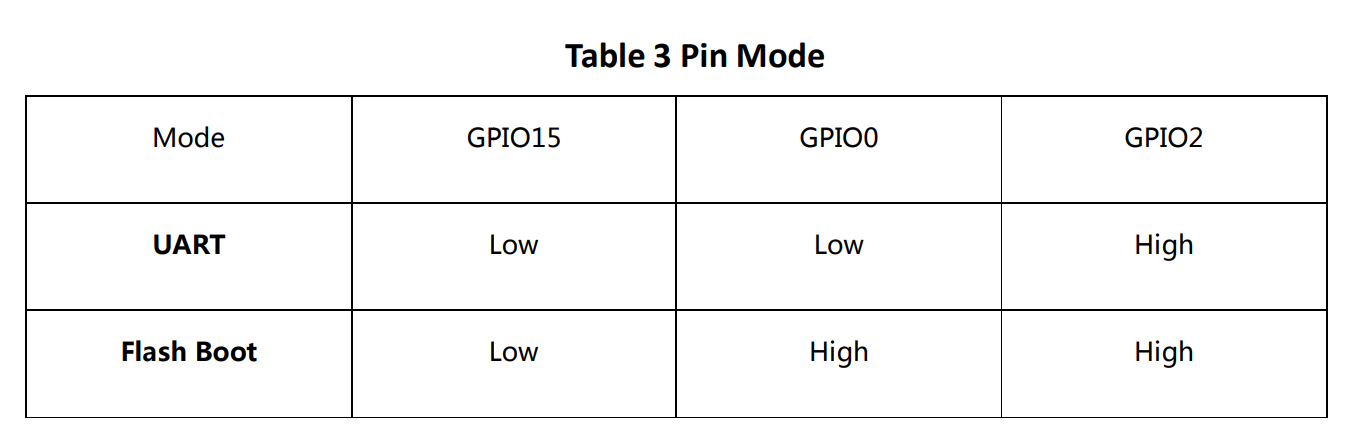 Table 3 Pin Mode
Mode GPIO15 GPIO0 GPIO2
UART Low Low High
Flash Boot Low High High